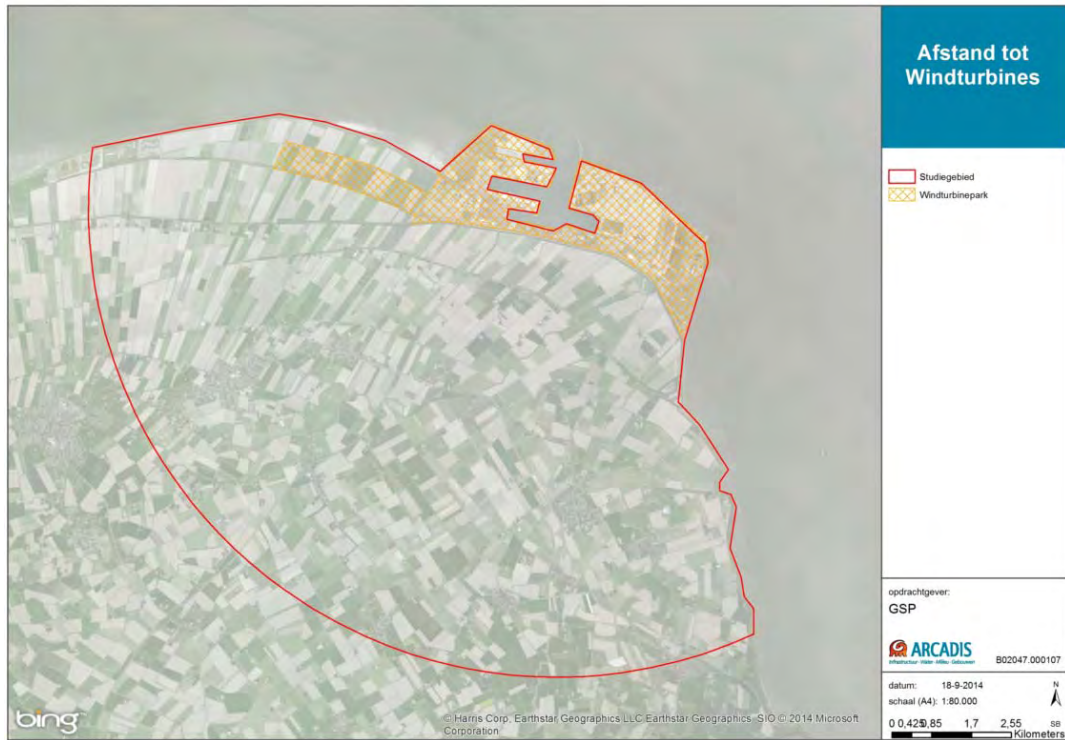 Afstand tot
Windturbines
Studiegebied
Windturbinepark
opdrachtgever:
GSP
ARCADIS
Infrastructuur · Water · Milieu · Gebouwen
B02047.000107
datum: 18-9-2014
schaal (A4): 1:80.000
N
0 0,425 0,85 1,7 2,55 SB
Kilometers
bing
© Harris Corp, Earthstar Geographics LLC Earthstar Geographics SIO © 2014 Microsoft
Corporation